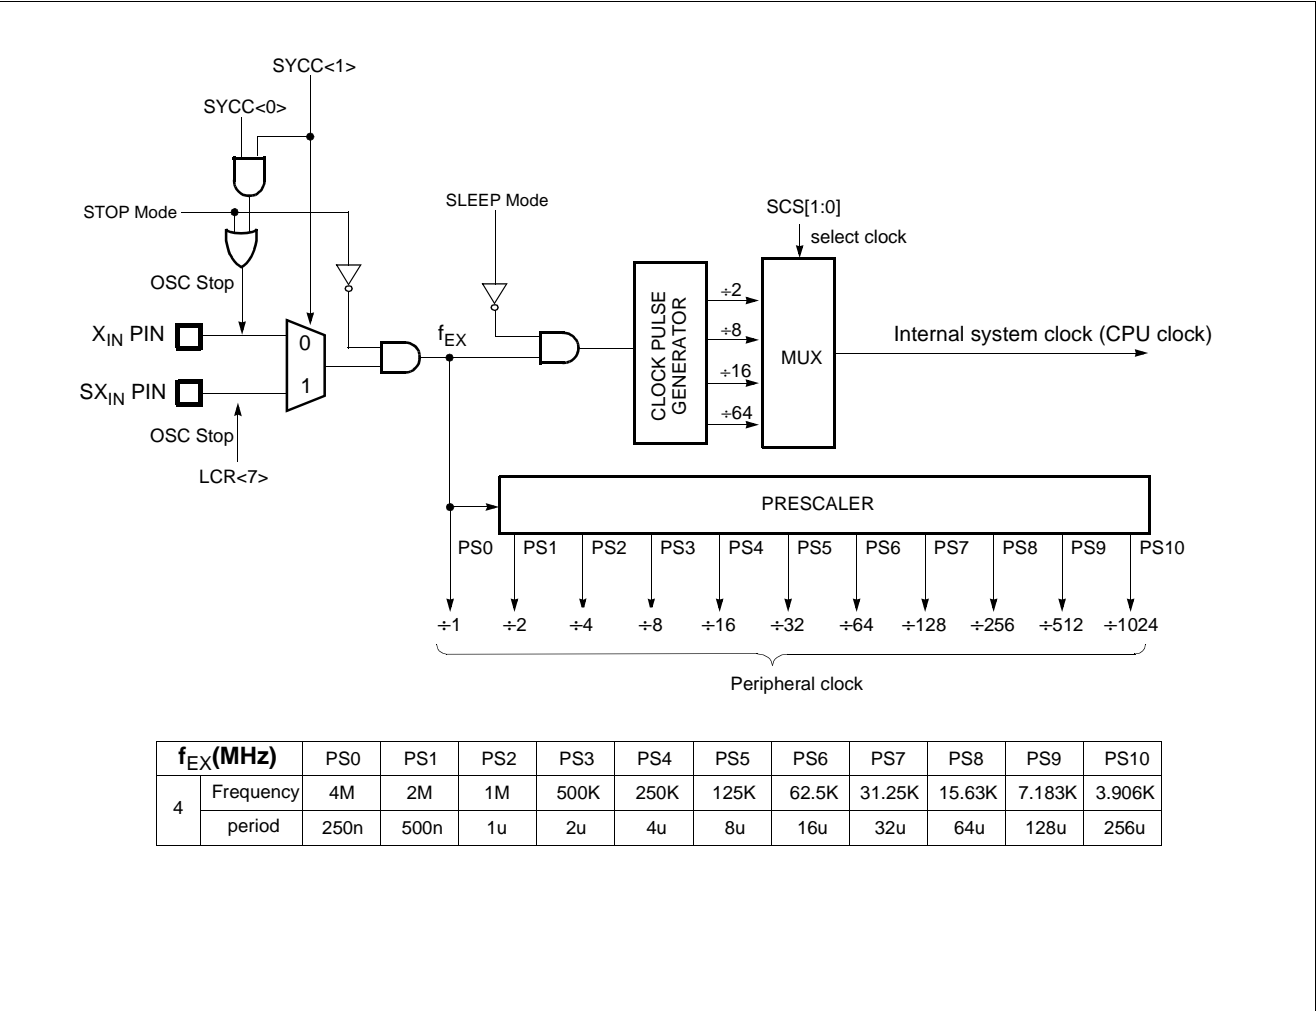 SYCC<1>
SYCC<0>
STOP Mode
SLEEP Mode
SCS[1:0]
select clock
OSC Stop
XIN PIN
0
SXIN PIN
1
OSC Stop
LCR<7>
fEX
CLOCK PULSE
GENERATOR
÷2
÷8
÷16
÷64
MUX
Internal system clock (CPU clock)
PRESCALER
PS0 PS1 PS2 PS3 PS4 PS5 PS6 PS7 PS8 PS9 PS10
÷1 ÷2 ÷4 ÷8 ÷16 ÷32 ÷64 ÷128 ÷256 ÷512 ÷1024
Peripheral clock
fEX(MHz) PS0 PS1 PS2 PS3 PS4 PS5 PS6 PS7 PS8 PS9 PS10
4 Frequency 4M 2M 1M 500K 250K 125K 62.5K 31.25K 15.63K 7.183K 3.906K
period 250n 500n 1u 2u 4u 8u 16u 32u 64u 128u 256u